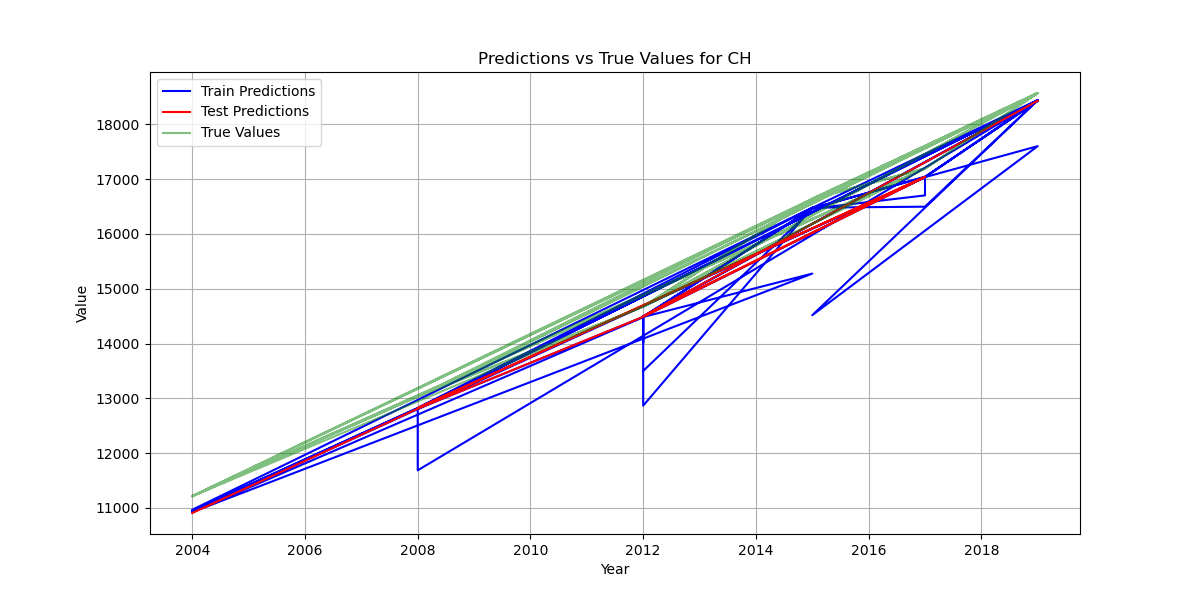 Predictions vs True Values for CH
Train Predictions
Test Predictions
True Values
Value
18000
17000
16000
15000
14000
13000
12000
11000
2004 2006 2008 2010 2012 2014 2016 2018
Year